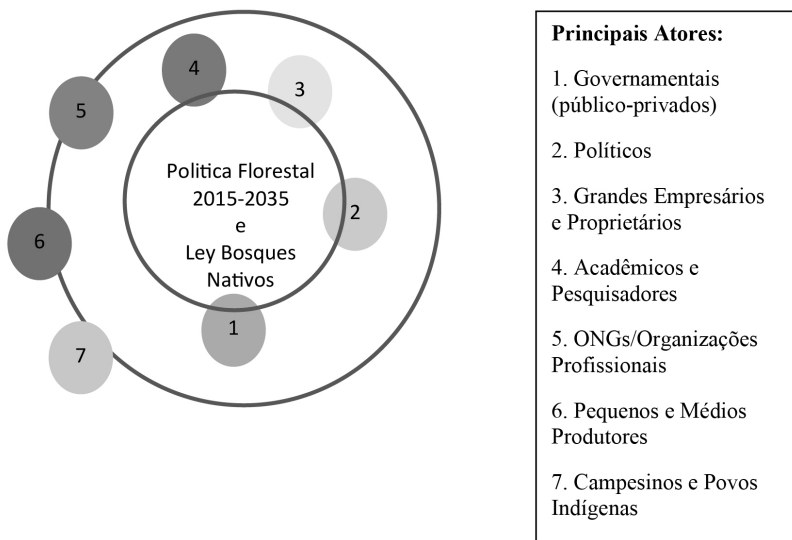 4
3
5
Politica Florestal
2015-2035
e
Ley Bosques
Nativos
2
6
1
7
Principais Atores:
1. Governamentais
(público-privados)
2. Políticos
3. Grandes Empresários
e Proprietários
4. Acadêmicos e
Pesquisadores
5. ONGs/Organizações
Profissionais
6. Pequenos e Médios
Produtores
7. Campesinos e Povos
Indígenas